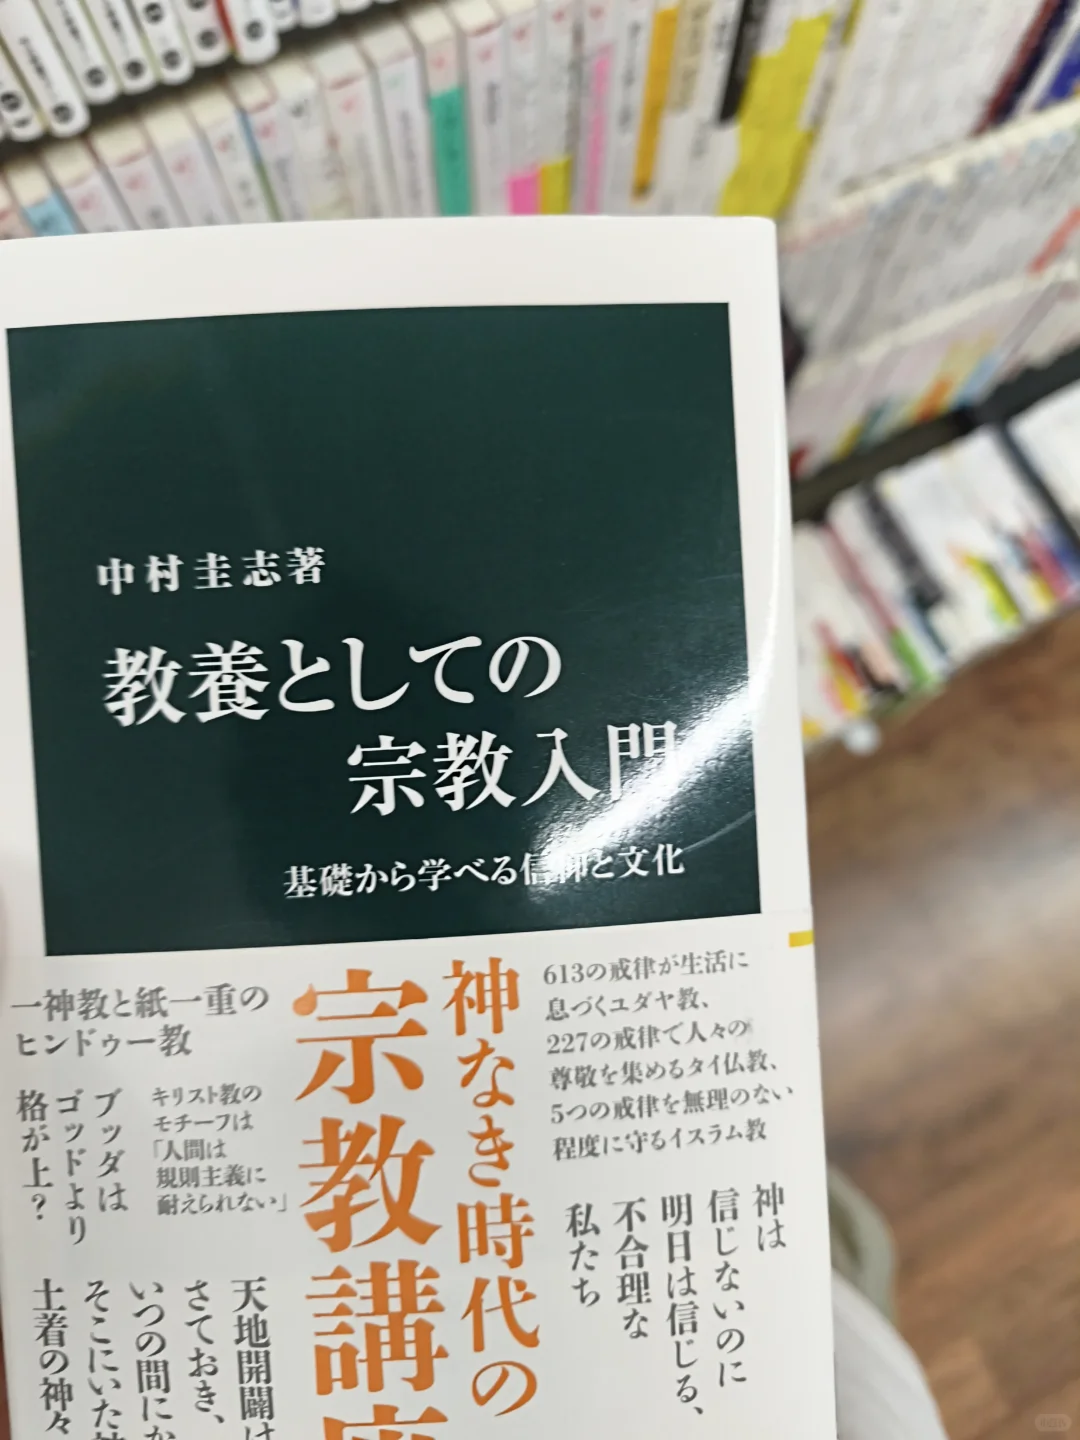 中村圭志著
教養としての
宗教入門
基礎から学べる信仰と文化
神なき時代の
宗教講座
613の戒律が生活に
息づくユダヤ教、
227の戒律で人々の
尊敬を集めるタイ仏教、
5つの戒律を無理のない
程度に守るイスラム教
神は
信じないのに
明日は信じる、
不合理な
私たち
一神教と紙一重の
ヒンドゥー教
キリスト教の
モチーフは
「人間は
規則主義に
耐えられない」
ブッダは
ゴッドより
格が上?
天地開闢は
さておき、
いつの間にか
そこにいた
土着の神々